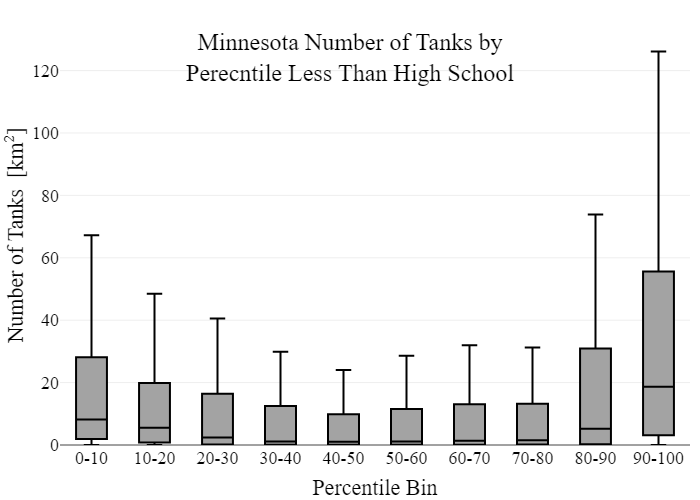 Minnesota Number of Tanks by
Perecntile Less Than High School
Number of Tanks [km²]
120
100
80
60
40
20
0
0-10 10-20 20-30 30-40 40-50 50-60 60-70 70-80 80-90 90-100
Percentile Bin